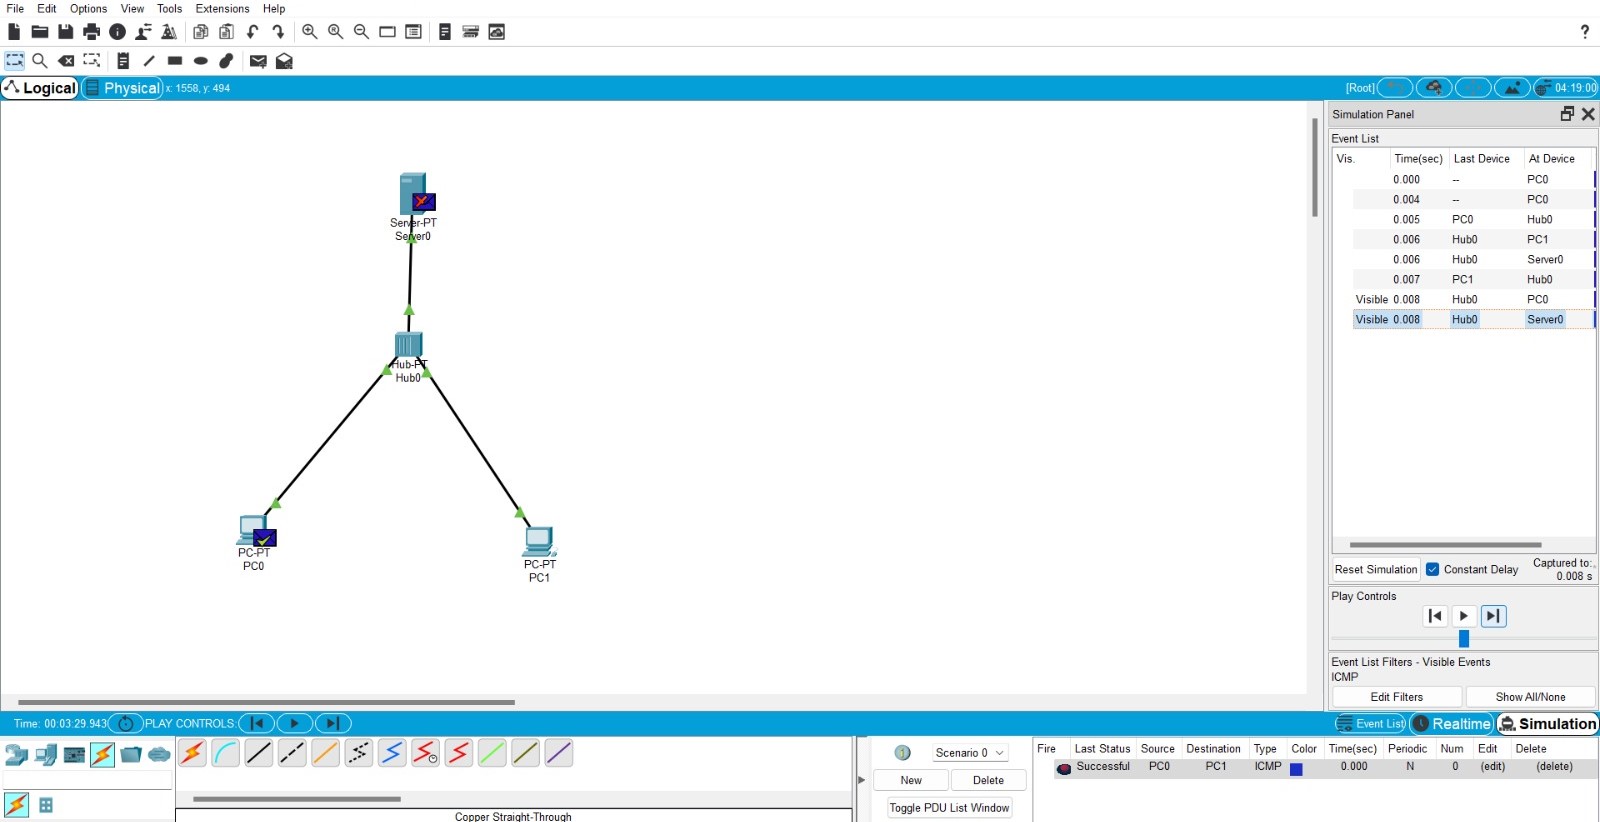 File Edit Options View Tools Extensions Help
?
Logical Physical x: 1558, y: 494 [Root] 04:19:00
Simulation Panel
Event List
Vis. Time(sec) Last Device At Device
0.000 -- PC0
0.004 -- PC0
0.005 PC0 Hub0
0.006 Hub0 PC1
0.006 Hub0 Server0
0.007 PC1 Hub0
Visible 0.008 Hub0 PC0
Visible 0.008 Hub0 Server0
Server-PT
Server0
Hub-PT
Hub0
PC-PT
PC0
PC-PT
PC1
Reset Simulation Constant Delay Captured to:
0.008 s
Play Controls
Event List Filters - Visible Events
ICMP
Edit Filters Show All/None
Time: 00:03:29.943 PLAY CONTROLS: Event List Realtime Simulation
Scenario 0
New Delete
Toggle PDU List Window
Fire Last Status Source Destination Type Color Time(sec) Periodic Num Edit Delete
Successful PC0 PC1 ICMP 0.000 N 0 (edit) (delete)
Copper Straight-Through